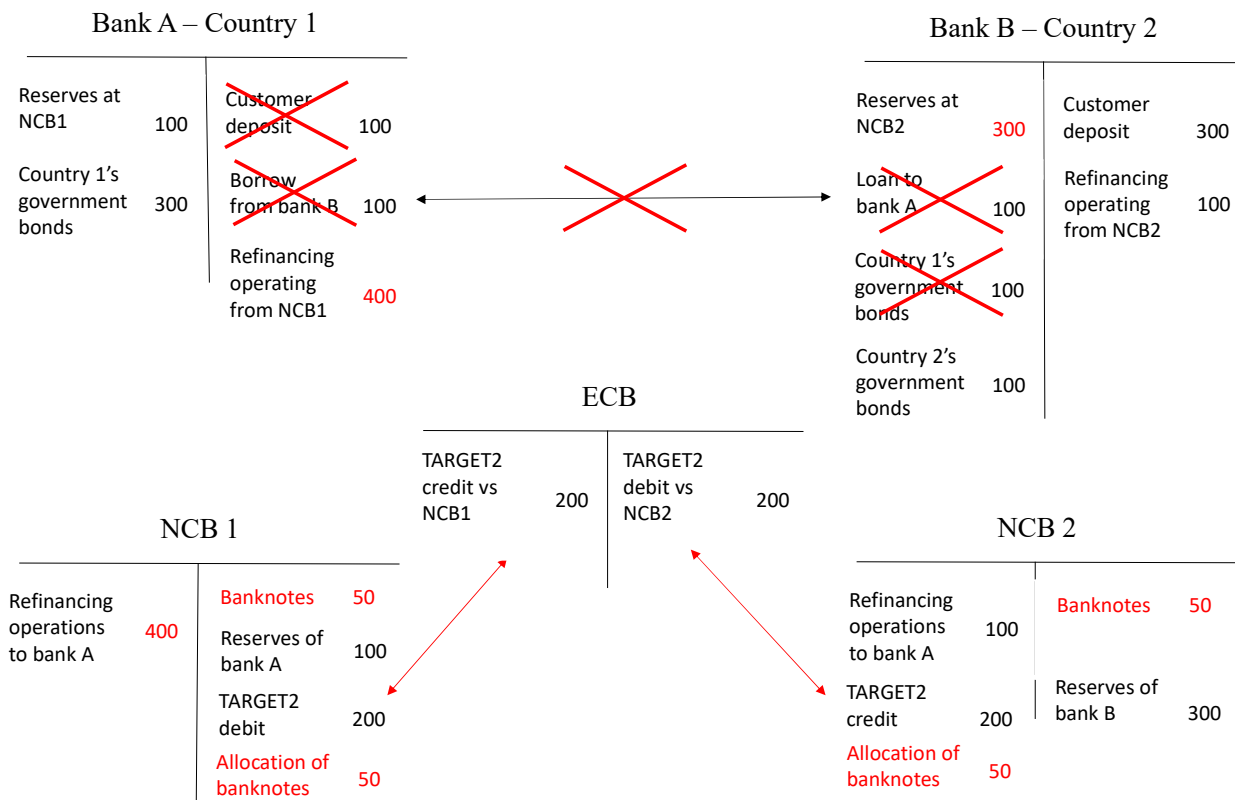 Bank A – Country 1
Reserves at
NCB1
100
Country 1’s
government
bonds
300
Customer
deposit
100
Borrow
from bank B
100
Refinancing
operating
from NCB1
400
Bank B – Country 2
Reserves at
NCB2
300
Loan to
bank A
100
Country 1’s
government
bonds
100
Country 2’s
government
bonds
100
Customer
deposit
300
Refinancing
operating
from NCB2
100
ECB
TARGET2
credit vs
NCB1
200
TARGET2
debit vs
NCB2
200
NCB 1
Refinancing
operations
to bank A
400
Banknotes 50
Reserves of
bank A
100
TARGET2
debit
200
Allocation of
banknotes
50
NCB 2
Refinancing
operations
to bank A
100
TARGET2
credit
200
Allocation of
banknotes
50
Banknotes 50
Reserves of
bank B
300